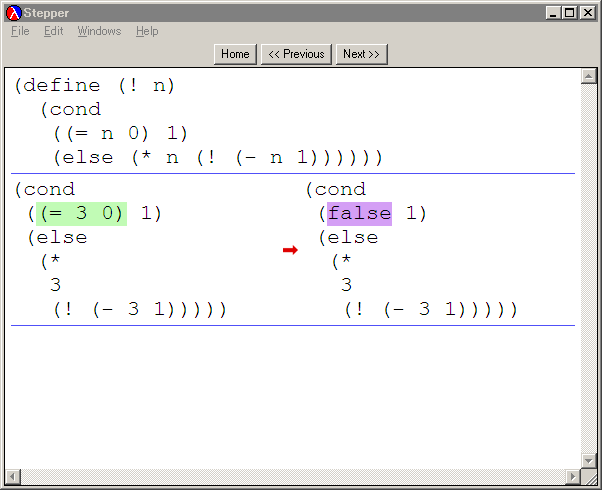 Stepper
File Edit Windows Help
Home << Previous Next >>
(define (! n)
(cond
((= n 0) 1)
(else (* n (! (- n 1))))))
(cond
((= 3 0) 1)
(else
(*
3
(! (- 3 1)))))
(cond
(false 1)
(else
(*
3
(! (- 3 1)))))